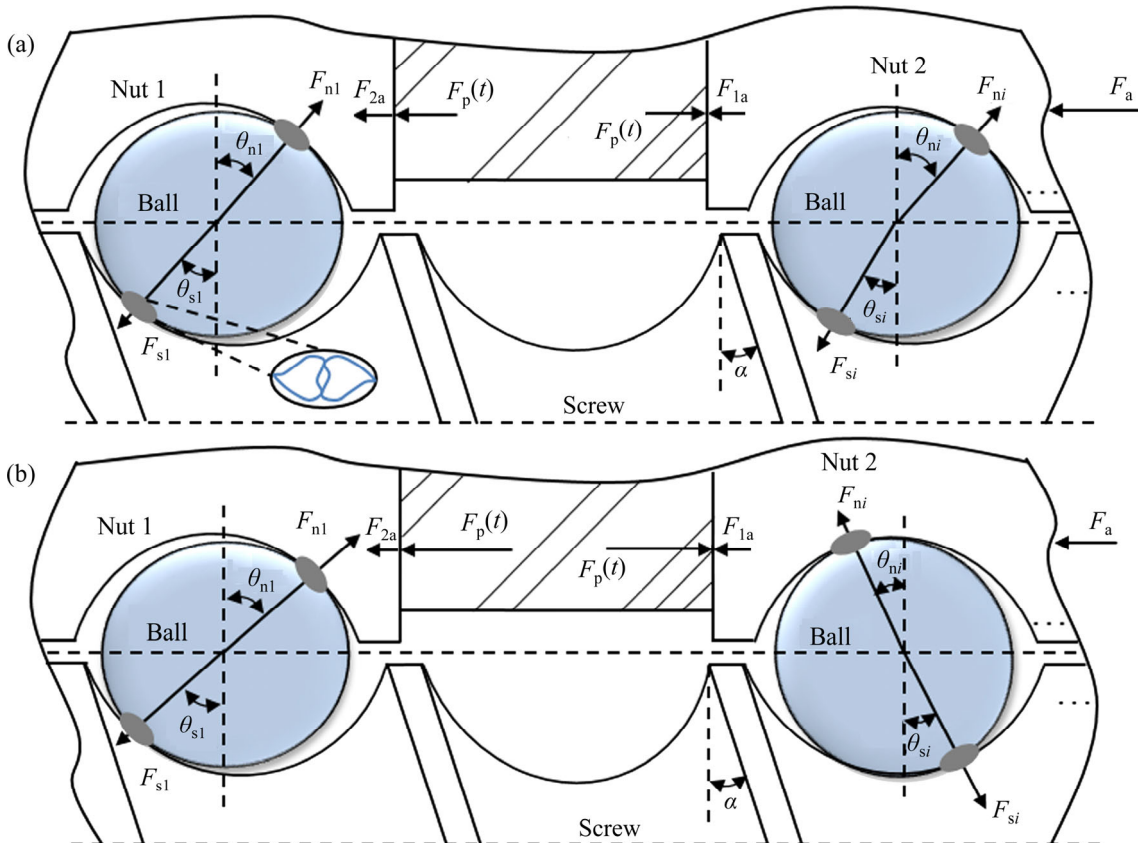 (a)
Nut 1
F_n1
F_2a
F_p(t)
F_p(t)
F_1a
Nut 2
F_ni
F_a
θ_n1
θ_ni
Ball
Ball
θ_s1
θ_si
F_s1
F_si
α
Screw
(b)
Nut 1
F_n1
F_2a
F_p(t)
F_p(t)
F_1a
Nut 2
F_ni
F_a
θ_n1
θ_ni
Ball
Ball
θ_s1
θ_si
F_s1
F_si
α
Screw